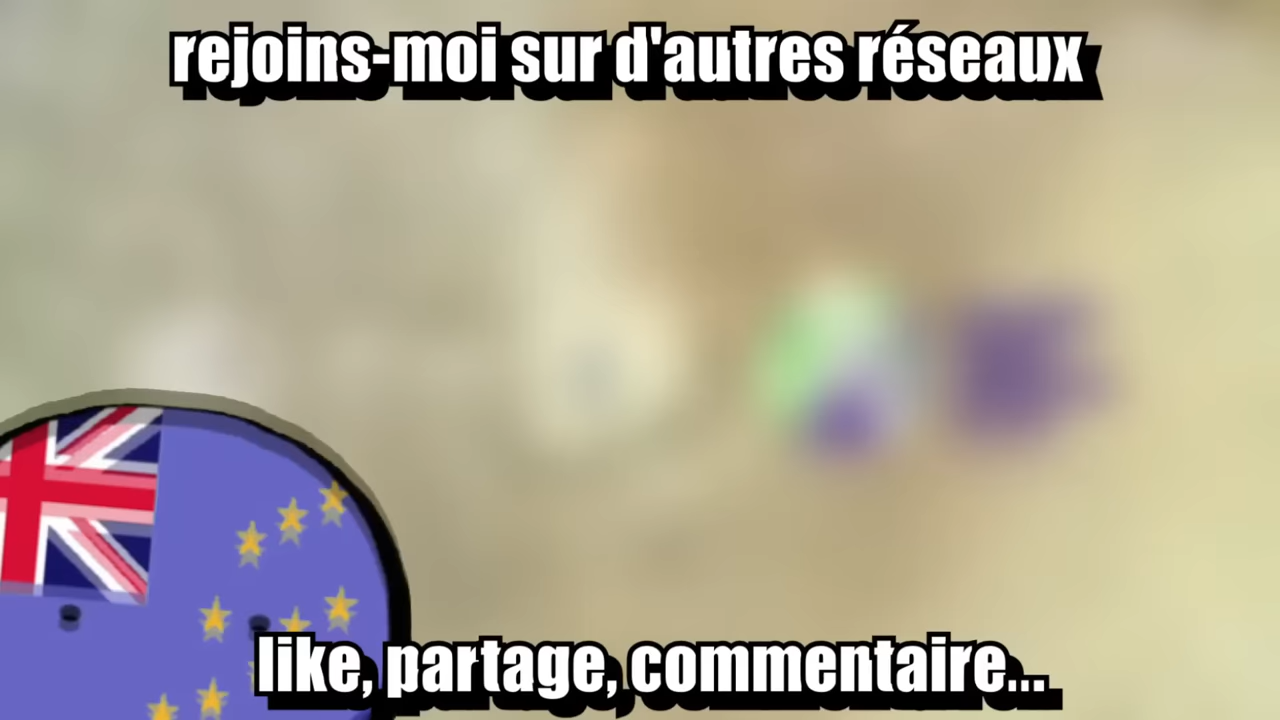 rejoins-moi sur d'autres réseaux
like, partage, commentaire...